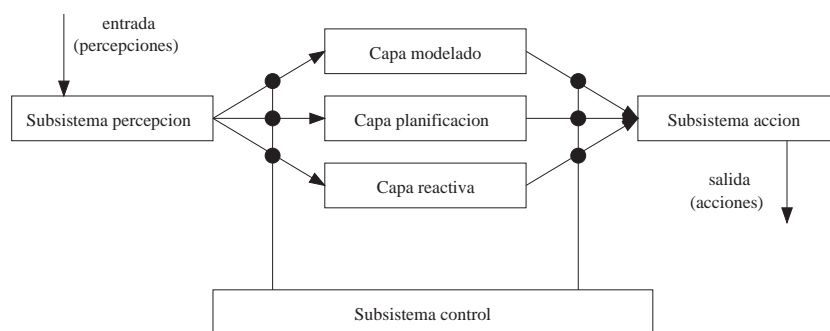 entrada
(percepciones)
Capa modelado
Subsistema percepcion
Capa planificacion
Subsistema accion
Capa reactiva
salida
(acciones)
Subsistema control